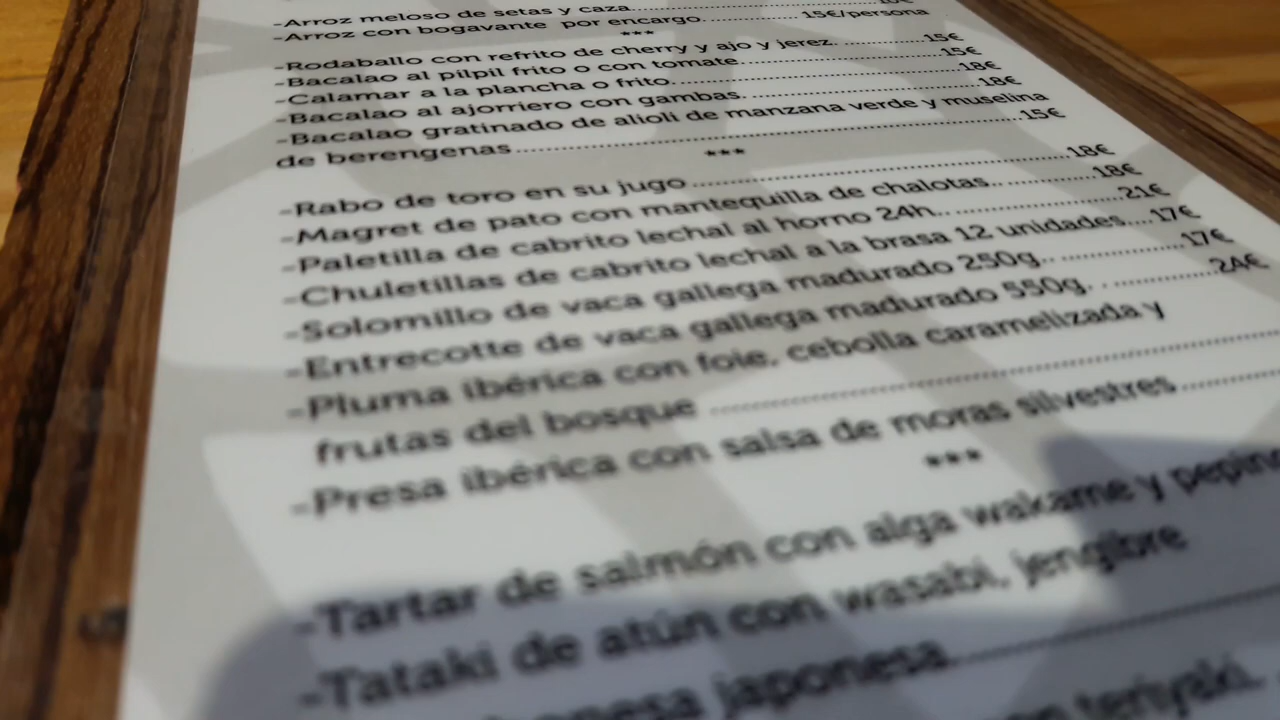 -Arroz meloso de setas y caza
-Arroz con bogavante por encargo.............. 15€/persona
***
-Rodaballo con refrito de cherry y ajo y jerez. ..................15€
-Bacalao al pilpil frito o con tomate.....................................15€
-Calamar a la plancha o frito..................................................18€
-Bacalao al ajorriero con gambas...........................................18€
-Bacalao gratinado de alioli de manzana verde y muselina
de berengenas..........................................................................15€
***
-Rabo de toro en su jugo.........................................................18€
-Magret de pato con mantequilla de chalotas.. ..................18€
-Paletilla de cabrito lechal al horno 24h.. ...........................21€
-Chuletillas de cabrito lechal a la brasa 12 unidades....17€
-Solomillo de vaca gallega madurado 250g.. ..................17€
-Entrecotte de vaca gallega madurado 550g. . ...............24€
-Pluma ibérica con foie, cebolla caramelizada y
frutas del bosque ..................................................
-Presa ibérica con salsa de moras silvestres............
***
-Tartar de salmón con alga wakame y pepino
-Tataki de atún con wasabi, jengibre
japonesa.............................
teriyaki,